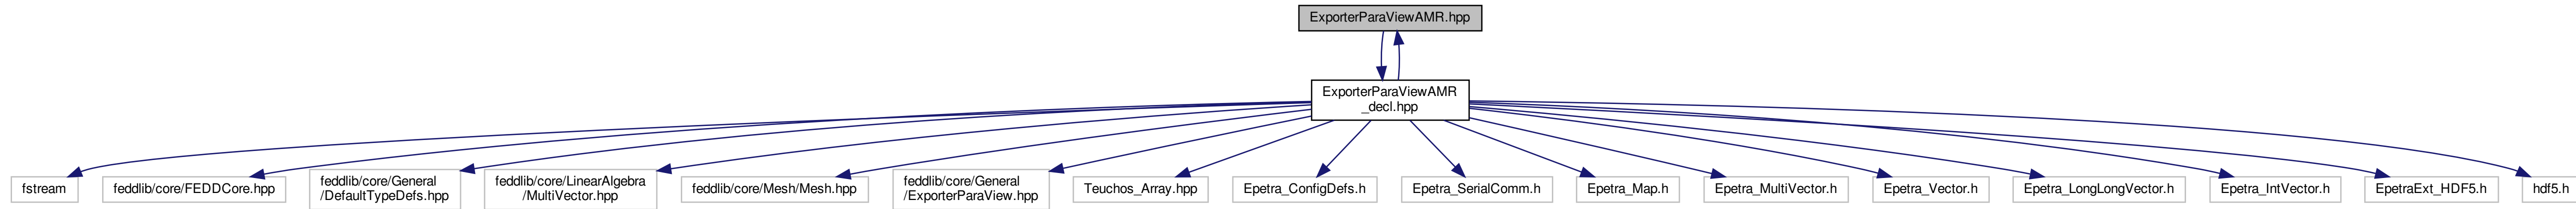 ExporterParaViewAMR.hpp
ExporterParaViewAMR
_decl.hpp
fstream
feddlib/core/FEDDCore.hpp
feddlib/core/General
/DefaultTypeDefs.hpp
feddlib/core/LinearAlgebra
/MultiVector.hpp
feddlib/core/Mesh/Mesh.hpp
feddlib/core/General
/ExporterParaView.hpp
Teuchos_Array.hpp
Epetra_ConfigDefs.h
Epetra_SerialComm.h
Epetra_Map.h
Epetra_MultiVector.h
Epetra_Vector.h
Epetra_LongLongVector.h
Epetra_IntVector.h
EpetraExt_HDF5.h
hdf5.h